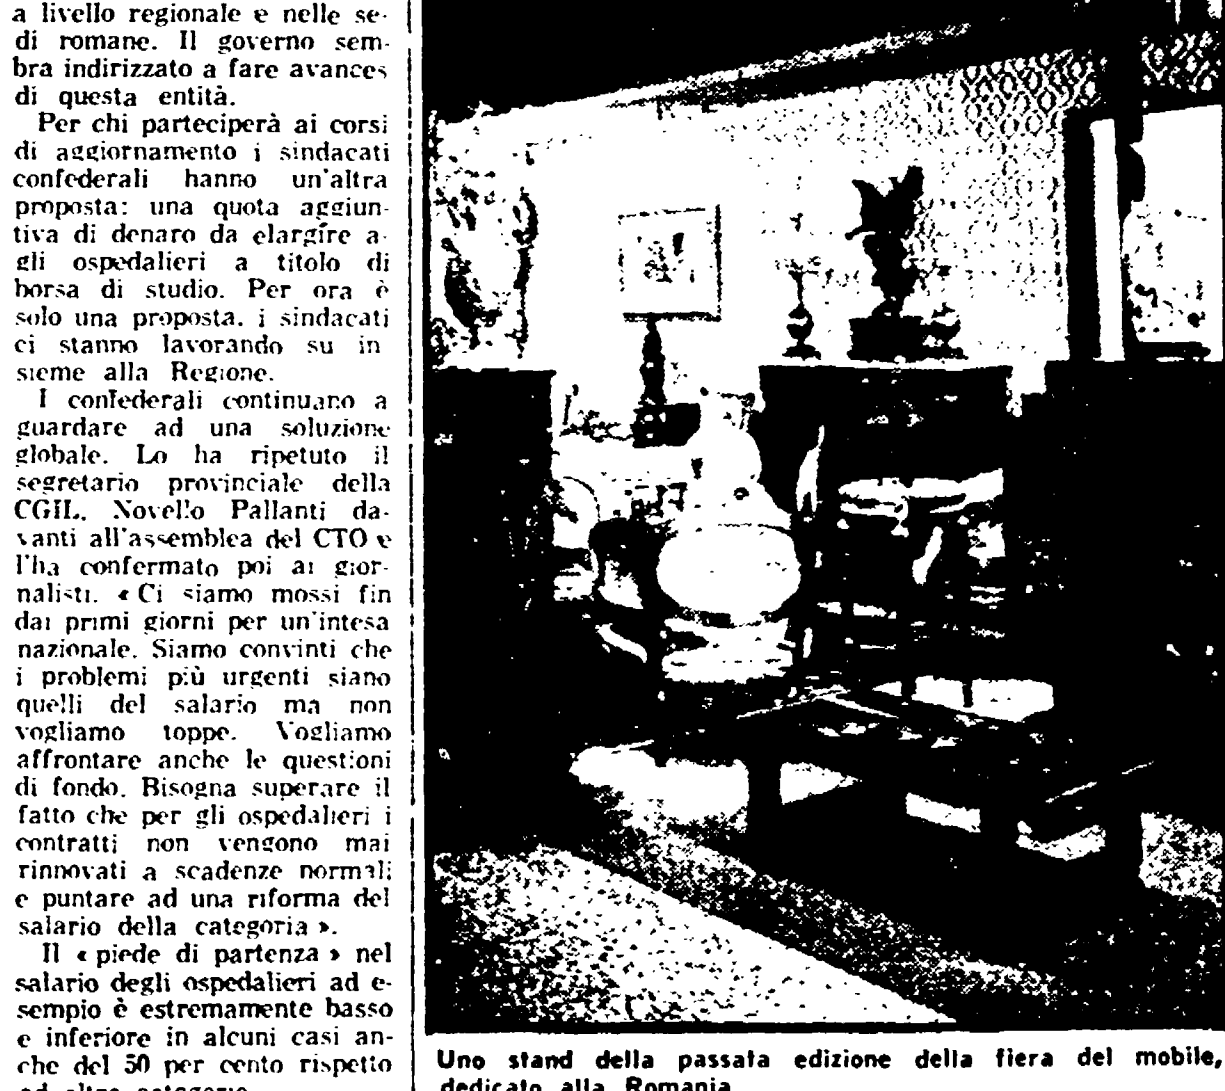 a livello regionale e nelle se-
di romane. Il governo sem-
bra indirizzato a fare avances
di questa entità.
Per chi parteciperà ai corsi
di aggiornamento i sindacati
confederali hanno un'altra
proposta: una quota aggiun-
tiva di denaro da elargire a-
gli ospedalieri a titolo di
borsa di studio. Per ora è
solo una proposta. i sindacati
ci stanno lavorando su in
sieme alla Regione.
I confederali continuano a
guardare ad una soluzione
globale. Lo ha ripetuto il
segretario provinciale della
CGIL, Novello Pallanti da-
vanti all'assemblea del CTO e
l'ha confermato poi ai gior-
nalisti. « Ci siamo mossi fin
dai primi giorni per un'intesa
nazionale. Siamo convinti che
i problemi più urgenti siano
quelli del salario ma non
vogliamo toppe. Vogliamo
affrontare anche le questioni
di fondo. Bisogna superare il
fatto che per gli ospedalieri i
contratti non vengono mai
rinnovati a scadenze normali
e puntare ad una riforma del
salario della categoria ».
Il « piede di partenza » nel
salario degli ospedalieri ad e-
sempio è estremamente basso
e inferiore in alcuni casi an-
che del 50 per cento rispetto
ad altre categorie
Uno stand della passata edizione della fiera del mobile,
dedicato alla Romania